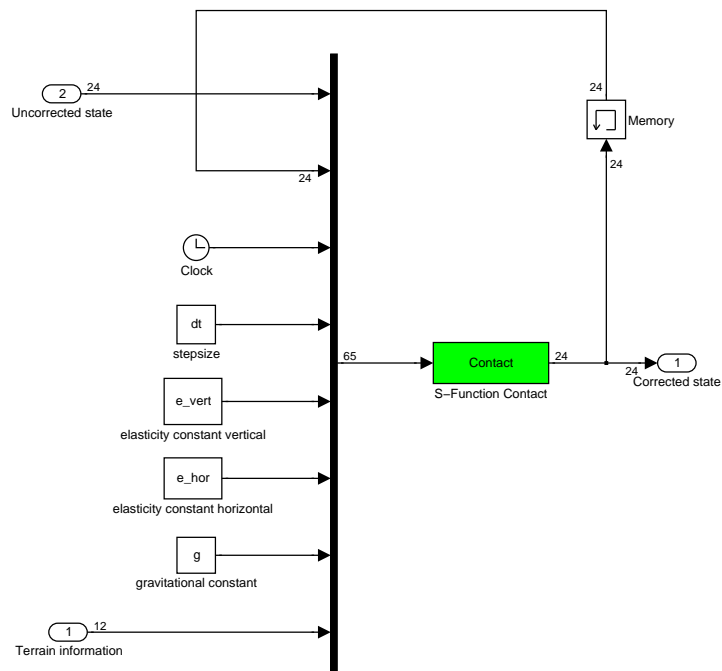 24
2
24
Uncorrected state
Memory
24
24
Clock
dt
stepsize
65
Contact
24
1
24
Corrected state
S−Function Contact
e_vert
elasticity constant vertical
e_hor
elasticity constant horizontal
g
gravitational constant
1
12
Terrain information